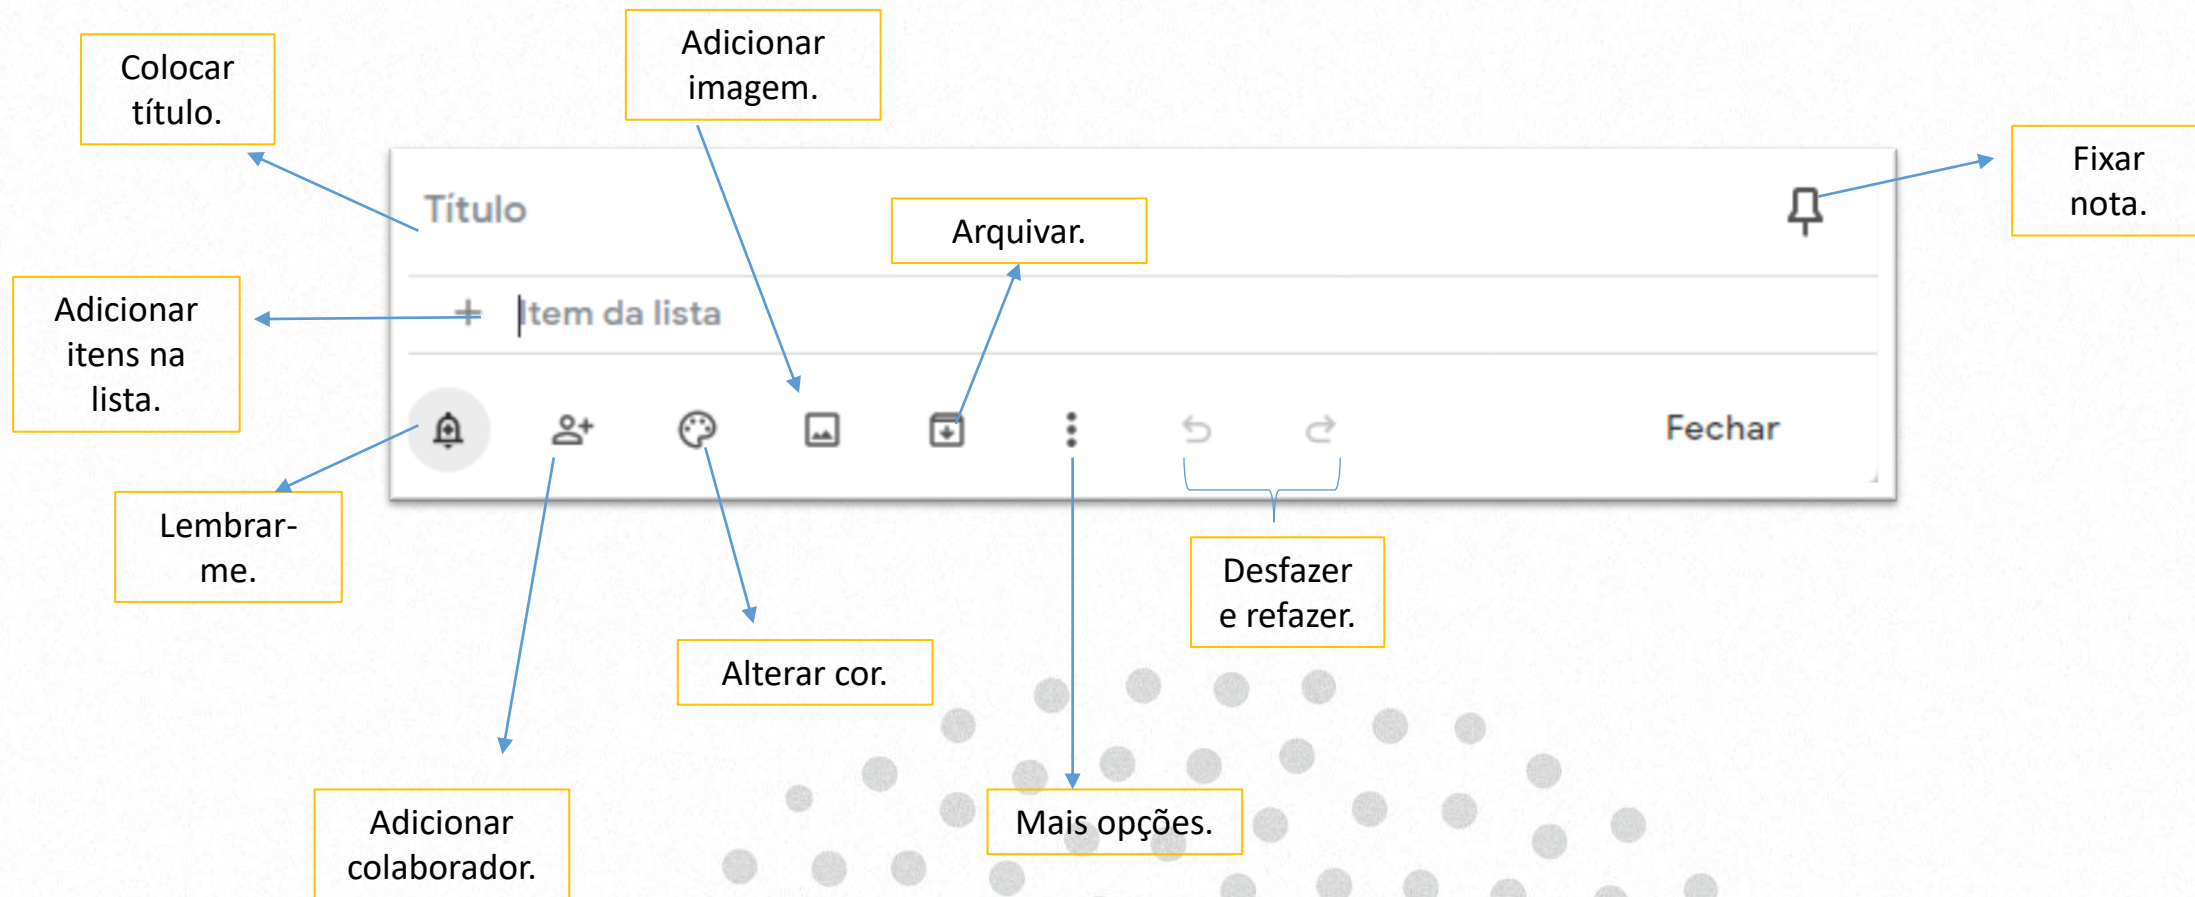 Adicionar
imagem.
Colocar
título.
Fixar
nota.
Título
Arquivar.
Adicionar
itens na
lista.
Item da lista
Fechar
Lembrar-
me.
Desfazer
e refazer.
Alterar cor.
Adicionar
colaborador.
Mais opções.